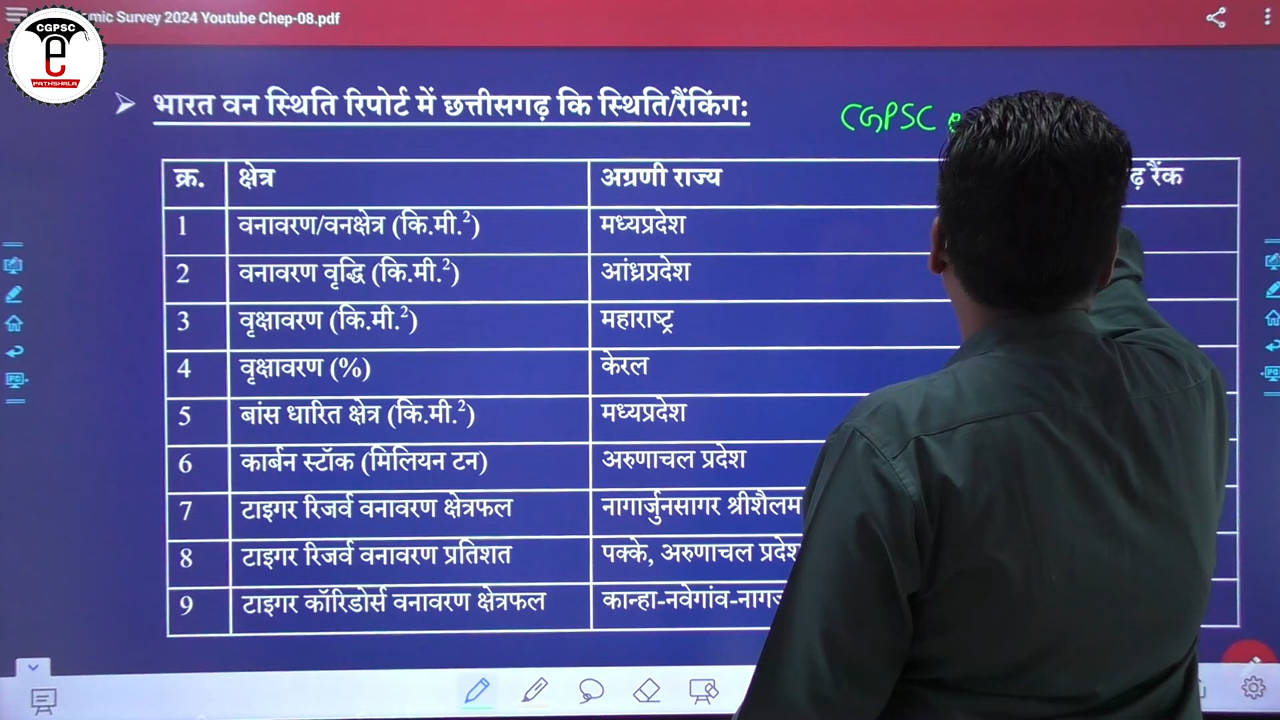 mic Survey 2024 Youtube Chep-08.pdf
CGPSC
PATHSHALA
भारत वन स्थिति रिपोर्ट में छत्तीसगढ़ कि स्थिति/रैंकिंग:
CGPSC
क्र. क्षेत्र अग्रणी राज्य ढ़ रैंक
1 वनावरण/वनक्षेत्र (कि.मी.²) मध्यप्रदेश
2 वनावरण वृद्धि (कि.मी.²) आंध्रप्रदेश
3 वृक्षावरण (कि.मी.²) महाराष्ट्र
4 वृक्षावरण (%) केरल
5 बांस धारित क्षेत्र (कि.मी.²) मध्यप्रदेश
6 कार्बन स्टॉक (मिलियन टन) अरुणाचल प्रदेश
7 टाइगर रिजर्व वनावरण क्षेत्रफल नागार्जुनसागर श्रीशैलम
8 टाइगर रिजर्व वनावरण प्रतिशत पक्के, अरुणाचल प्रदेश
9 टाइगर कॉरिडोर्स वनावरण क्षेत्रफल कान्हा-नवेगांव-नाग